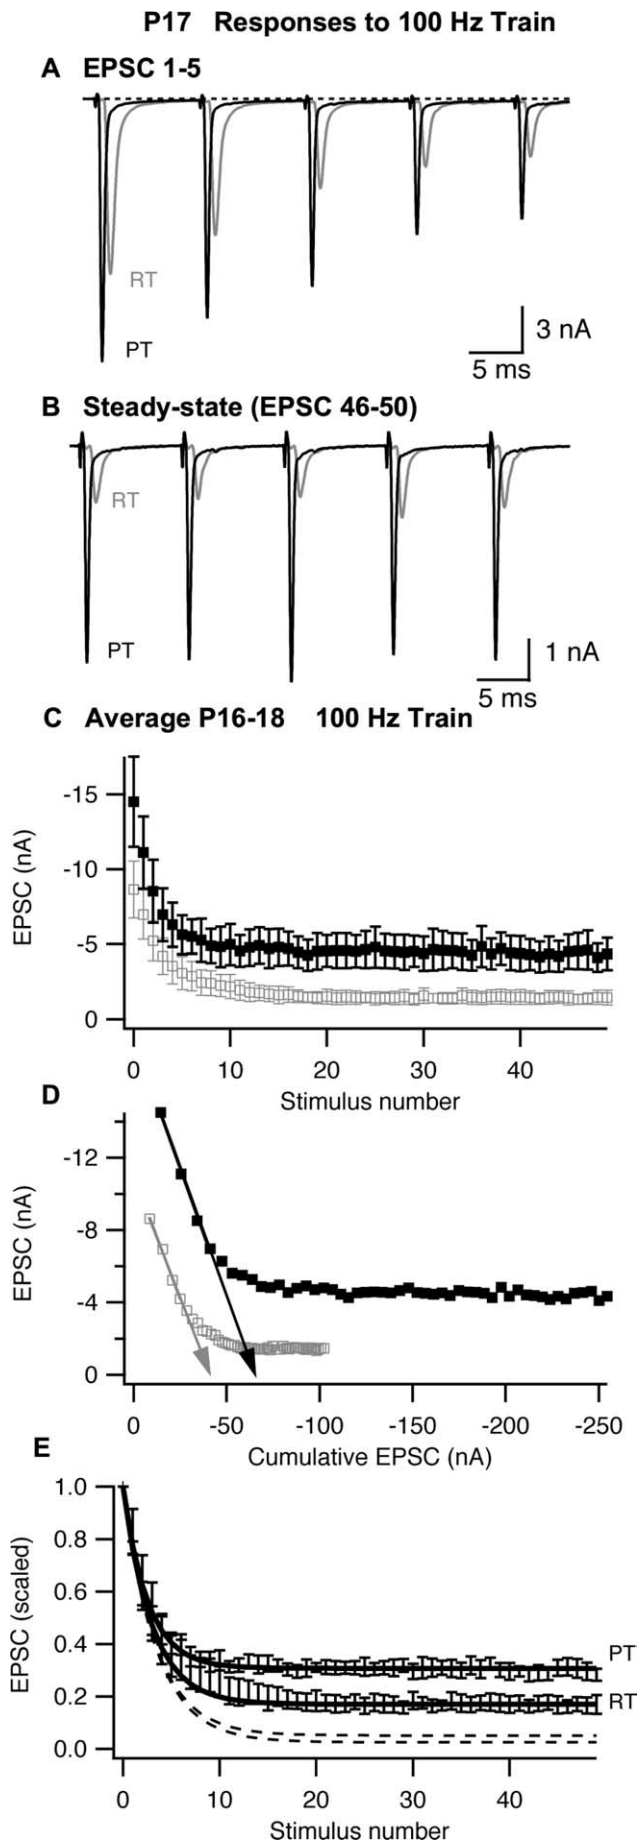 P17 Responses to 100 Hz Train
A EPSC 1-5
RT
PT
3 nA
5 ms
B Steady-state (EPSC 46-50)
RT
PT
1 nA
5 ms
C Average P16-18 100 Hz Train
-15
-10
-5
0
EPSC (nA)
0 10 20 30 40
Stimulus number
D
-12
-8
-4
0
EPSC (nA)
0 -50 -100 -150 -200 -250
Cumulative EPSC (nA)
E
1.0
0.8
0.6
0.4
0.2
0.0
EPSC (scaled)
PT
RT
0 10 20 30 40
Stimulus number